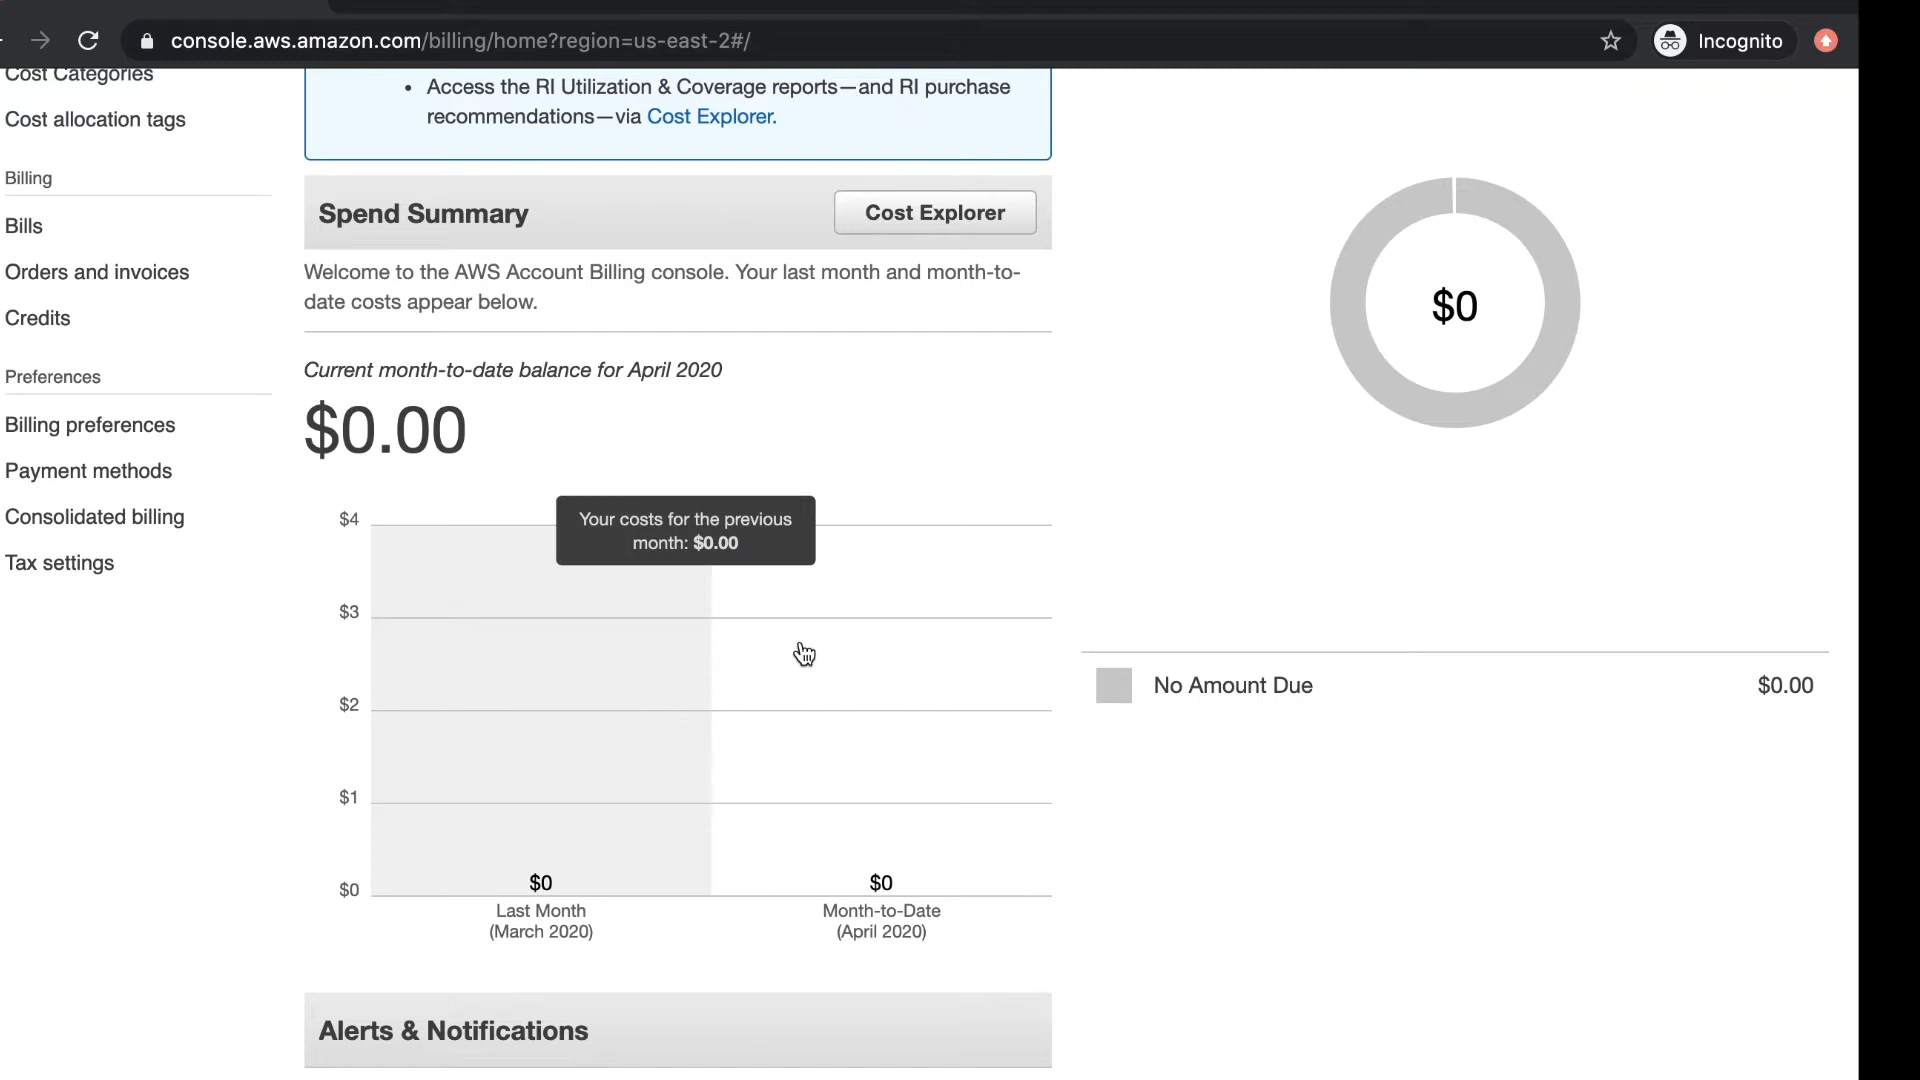 console.aws.amazon.com/billing/home?region=us-east-2#/
Incognito
Cost Categories
Cost allocation tags
Billing
Bills
Orders and invoices
Credits
Preferences
Billing preferences
Payment methods
Consolidated billing
Tax settings
• Access the RI Utilization & Coverage reports—and RI purchase
recommendations—via Cost Explorer.
Spend Summary
Cost Explorer
Welcome to the AWS Account Billing console. Your last month and month-to-
date costs appear below.
Current month-to-date balance for April 2020
$0.00
Your costs for the previous
month: $0.00
$4
$3
$2
$1
$0
$0
$0
Last Month
(March 2020)
Month-to-Date
(April 2020)
Alerts & Notifications
$0
No Amount Due
$0.00